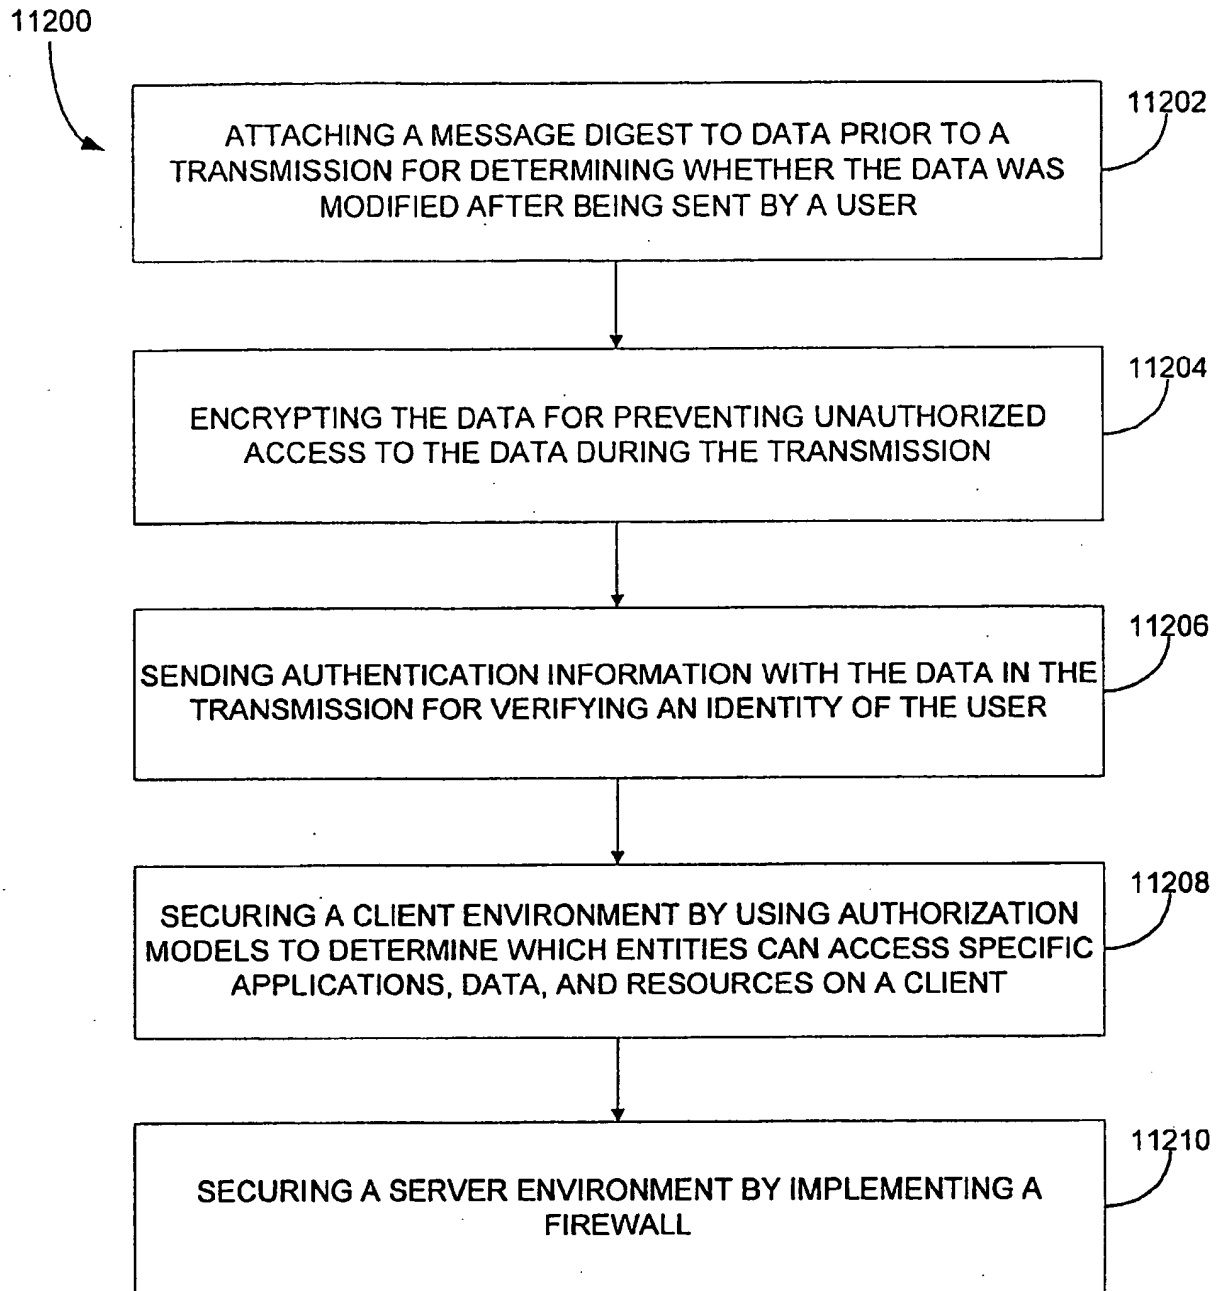 11200
11202
ATTACHING A MESSAGE DIGEST TO DATA PRIOR TO A
TRANSMISSION FOR DETERMINING WHETHER THE DATA WAS
MODIFIED AFTER BEING SENT BY A USER
11204
ENCRYPTING THE DATA FOR PREVENTING UNAUTHORIZED
ACCESS TO THE DATA DURING THE TRANSMISSION
11206
SENDING AUTHENTICATION INFORMATION WITH THE DATA IN THE
TRANSMISSION FOR VERIFYING AN IDENTITY OF THE USER
11208
SECURING A CLIENT ENVIRONMENT BY USING AUTHORIZATION
MODELS TO DETERMINE WHICH ENTITIES CAN ACCESS SPECIFIC
APPLICATIONS, DATA, AND RESOURCES ON A CLIENT
11210
SECURING A SERVER ENVIRONMENT BY IMPLEMENTING A
FIREWALL